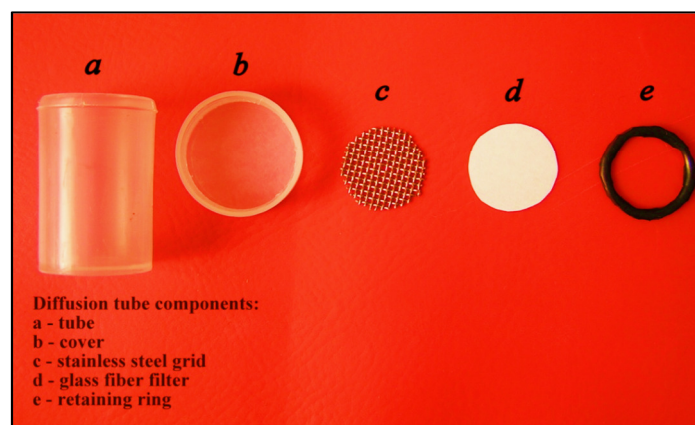 a b c d e
Diffusion tube components:
a - tube
b - cover
c - stainless steel grid
d - glass fiber filter
e - retaining ring